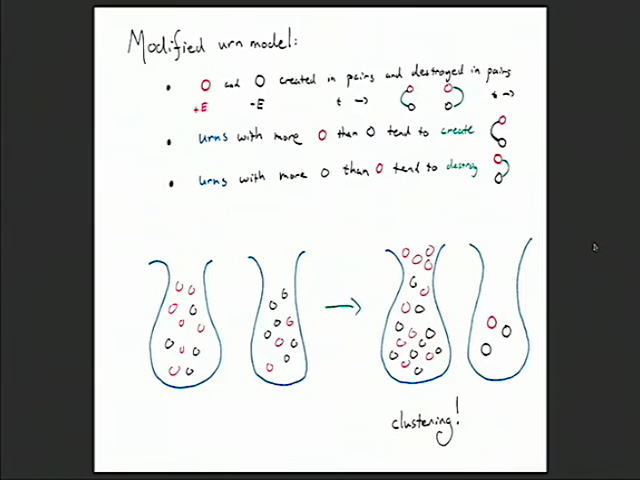 Modified urn model:
• O and O created in pairs and destroyed in pairs
+E -E t → t →
• urns with more O than O tend to create
• urns with more O than O tend to destroy
→
clustering!